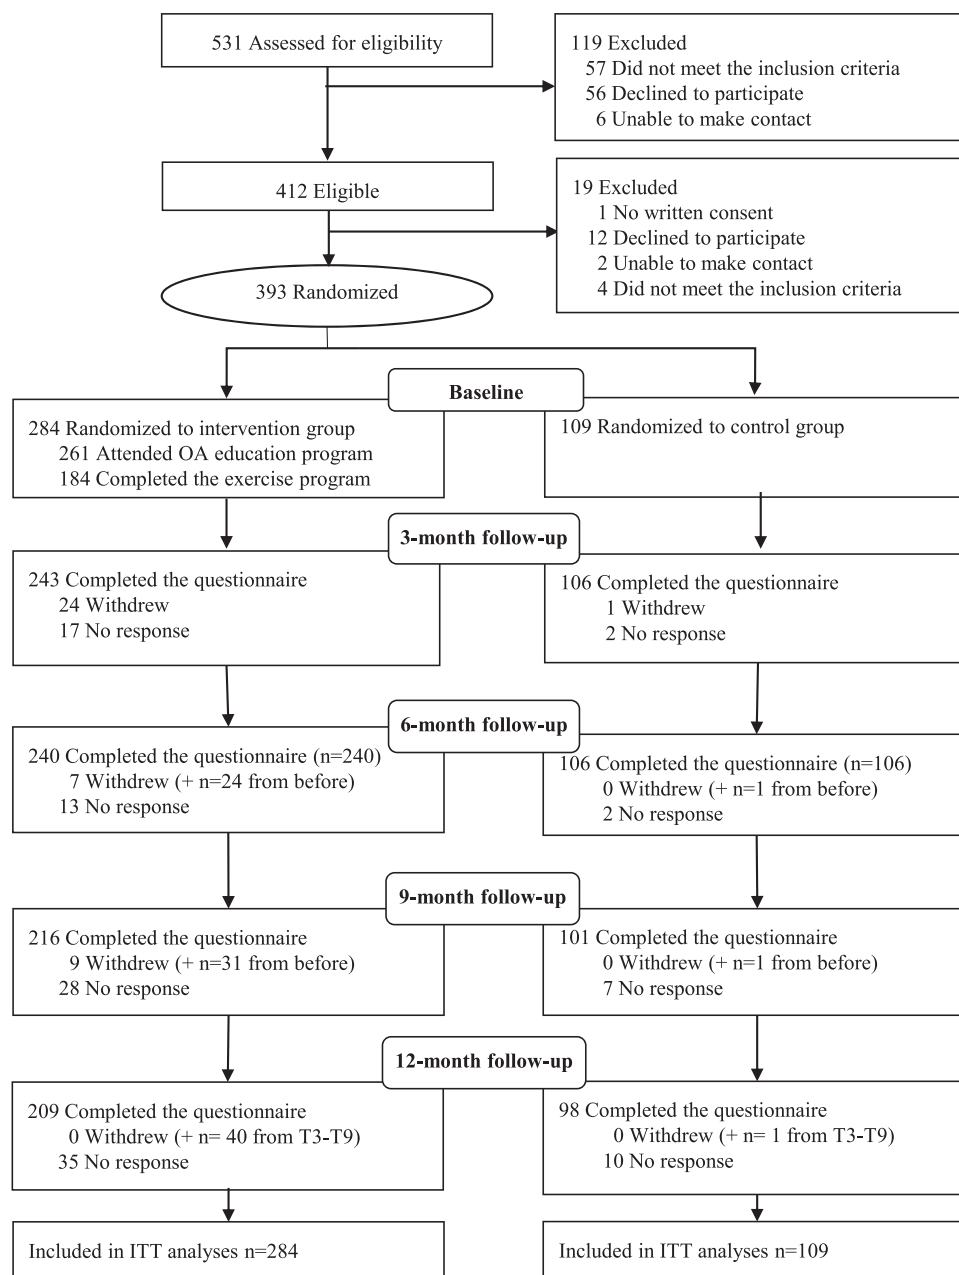 531 Assessed for eligibility
119 Excluded
57 Did not meet the inclusion criteria
56 Declined to participate
6 Unable to make contact
412 Eligible
19 Excluded
1 No written consent
12 Declined to participate
2 Unable to make contact
4 Did not meet the inclusion criteria
393 Randomized
Baseline
284 Randomized to intervention group
261 Attended OA education program
184 Completed the exercise program
109 Randomized to control group
3-month follow-up
243 Completed the questionnaire
24 Withdrew
17 No response
106 Completed the questionnaire
1 Withdrew
2 No response
6-month follow-up
240 Completed the questionnaire (n=240)
7 Withdrew (+ n=24 from before)
13 No response
106 Completed the questionnaire (n=106)
0 Withdrew (+ n=1 from before)
2 No response
9-month follow-up
216 Completed the questionnaire
9 Withdrew (+ n=31 from before)
28 No response
101 Completed the questionnaire
0 Withdrew (+ n=1 from before)
7 No response
12-month follow-up
209 Completed the questionnaire
0 Withdrew (+ n= 40 from T3-T9)
35 No response
98 Completed the questionnaire
0 Withdrew (+ n= 1 from T3-T9)
10 No response
Included in ITT analyses n=284
Included in ITT analyses n=109